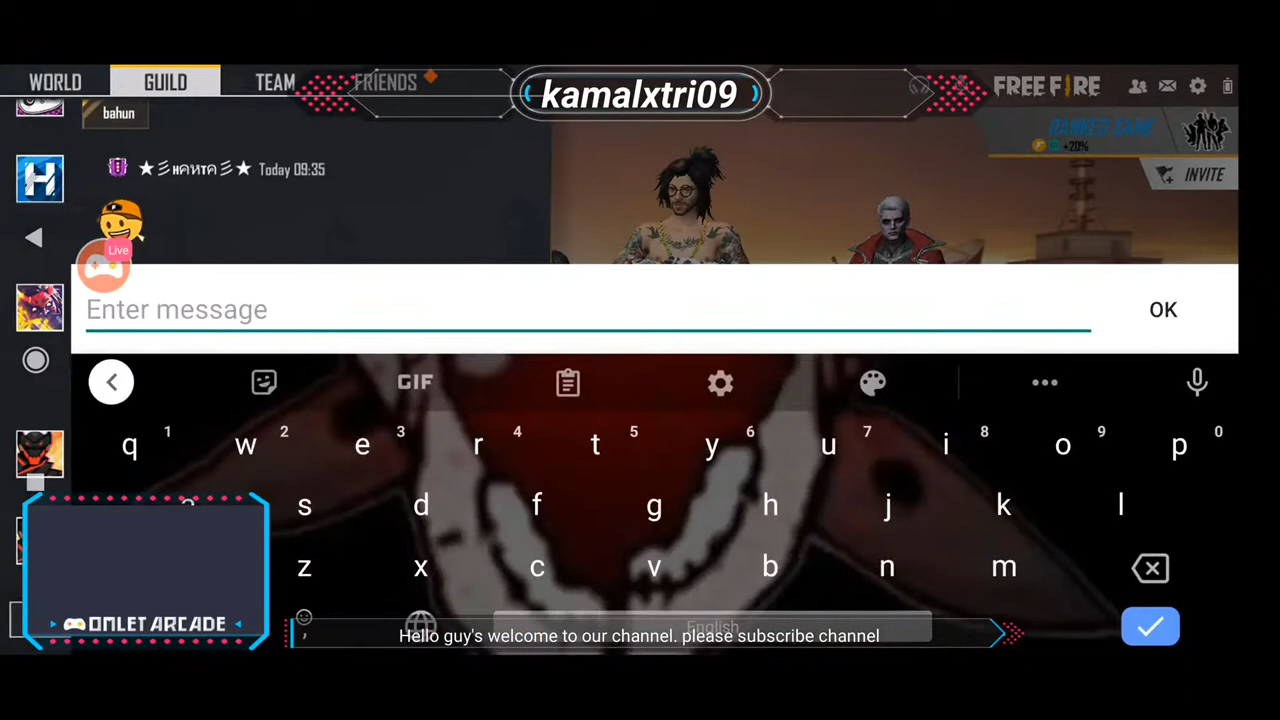 WORLD
GUILD
TEAM
FRIENDS
kamalxtri09
FREE FIRE
RANKED GAME
+20%
INVITE
bahun
Today 09:35
H
Live
Enter message
OK
GIF
q 1 w 2 e 3 r 4 t 5 y 6 u 7 i 8 o 9 p 0
a s d f g h j k l
z x c v b n m
,
English
Hello guy's welcome to our channel. please subscribe channel
OMLET ARCADE